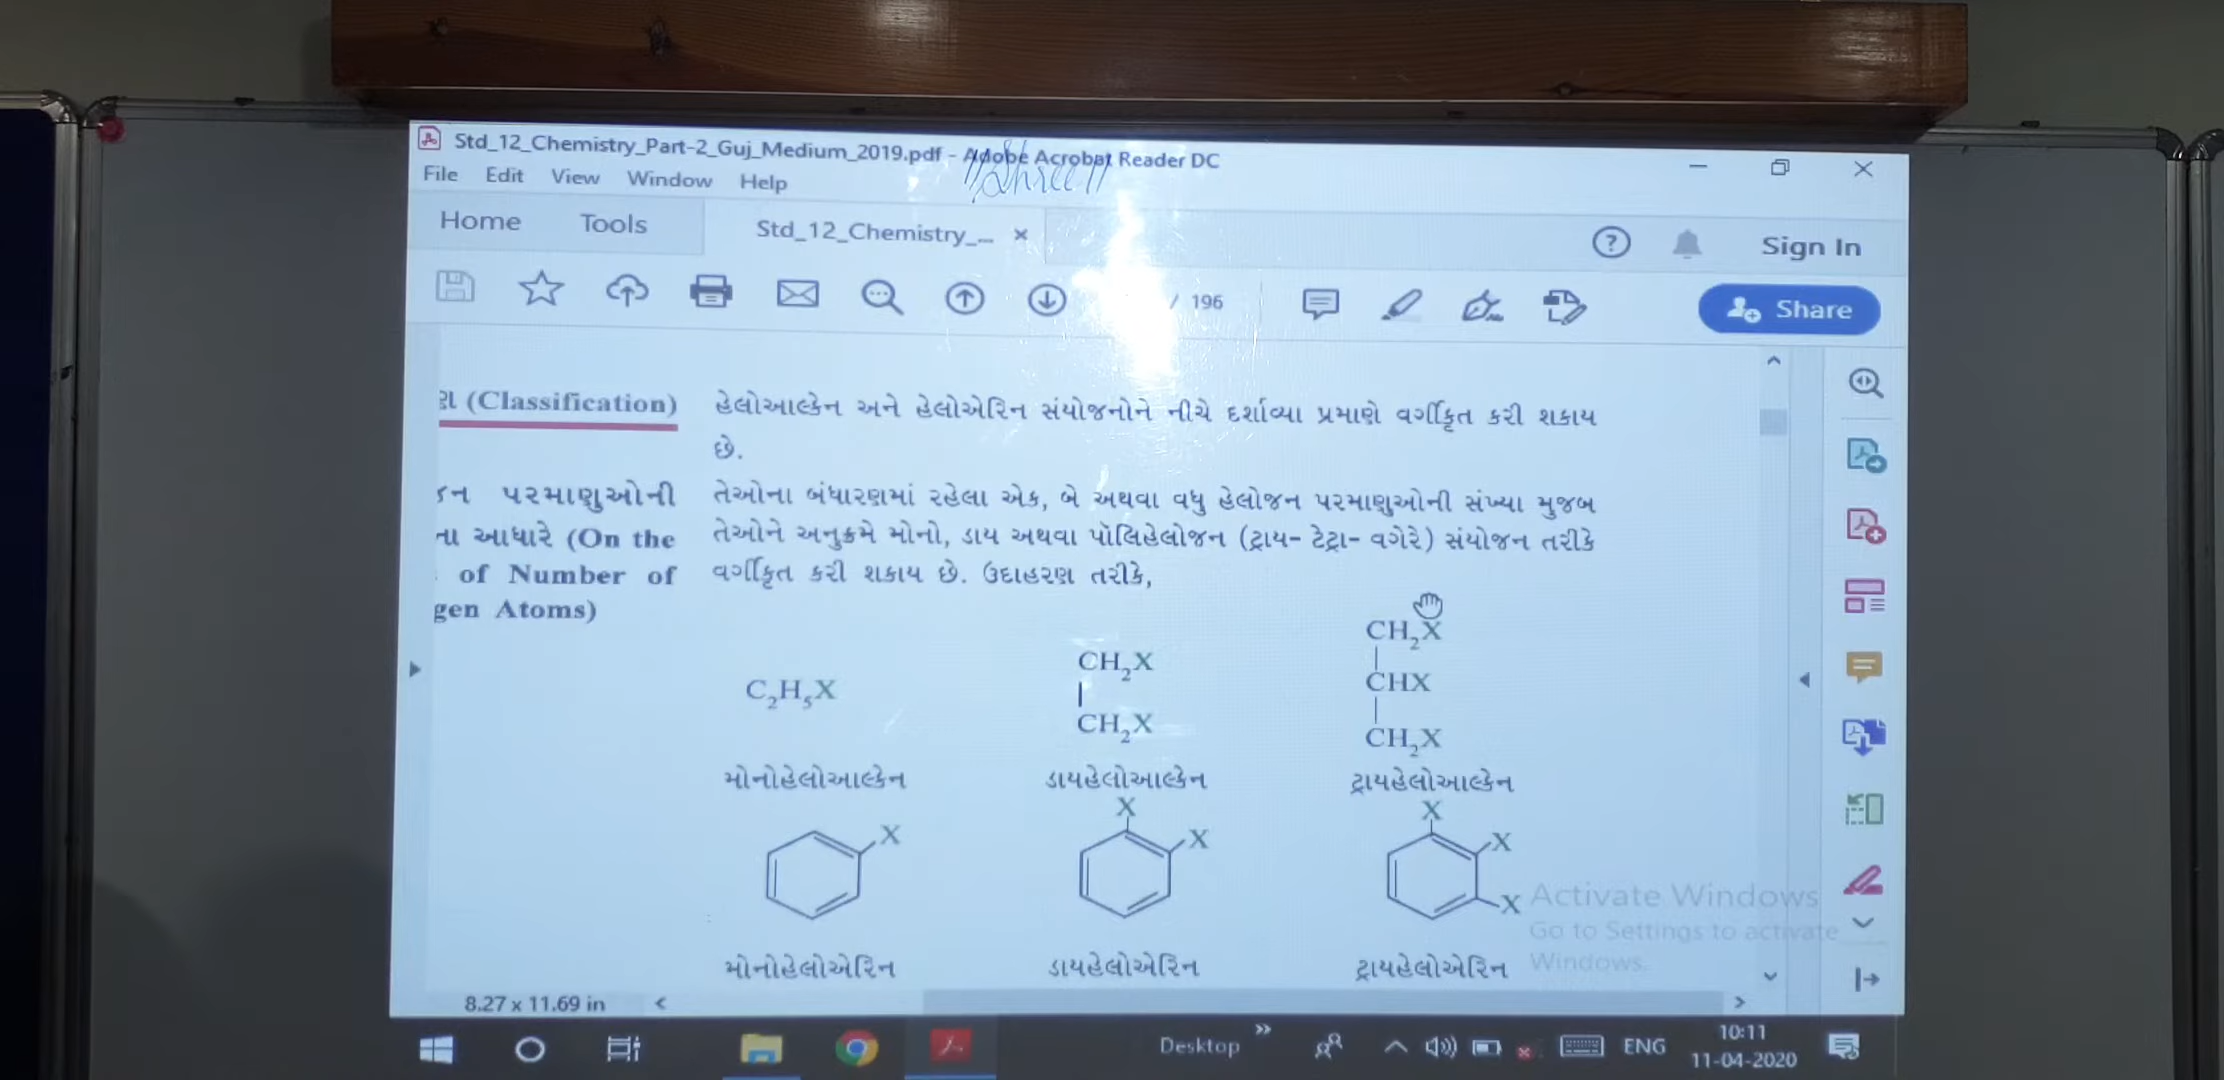 Std_12_Chemistry_Part-2_Guj_Medium_2019.pdf - Adobe Acrobat Reader DC
File Edit View Window Help
//Shree//
Home Tools Std_12_Chemistry_... × ? Sign In
/ 196 Share
(Classification)
હેલોઆલ્કેન અને હેલોએરિન સંયોજનોને નીચે દર્શાવ્યા પ્રમાણે વર્ગીકૃત કરી શકાય
છે.
પરમાણુઓની
આધારે (On the
of Number of
gen Atoms)
તેઓના બંધારણમાં રહેલા એક, બે અથવા વધુ હેલોજન પરમાણુઓની સંખ્યા મુજબ
તેઓને અનુક્રમે મોનો, ડાય અથવા પૉલિહેલોજન (ટ્રાય- ટેટ્રા- વગેરે) સંયોજન તરીકે
વર્ગીકૃત કરી શકાય છે. ઉદાહરણ તરીકે,
C₂H₅X
CH₂X
CH₂X
CH₂X
CHX
CH₂X
મોનોહેલોઆલ્કેન ડાયહેલોઆલ્કેન ટ્રાયહેલોઆલ્કેન
X
X X
X X X
મોનોહેલોએરિન ડાયહેલોએરિન ટ્રાયહેલોએરિન
Activate Windows
Go to Settings to activate
Windows.
8.27 x 11.69 in
Desktop ENG 10:11
11-04-2020